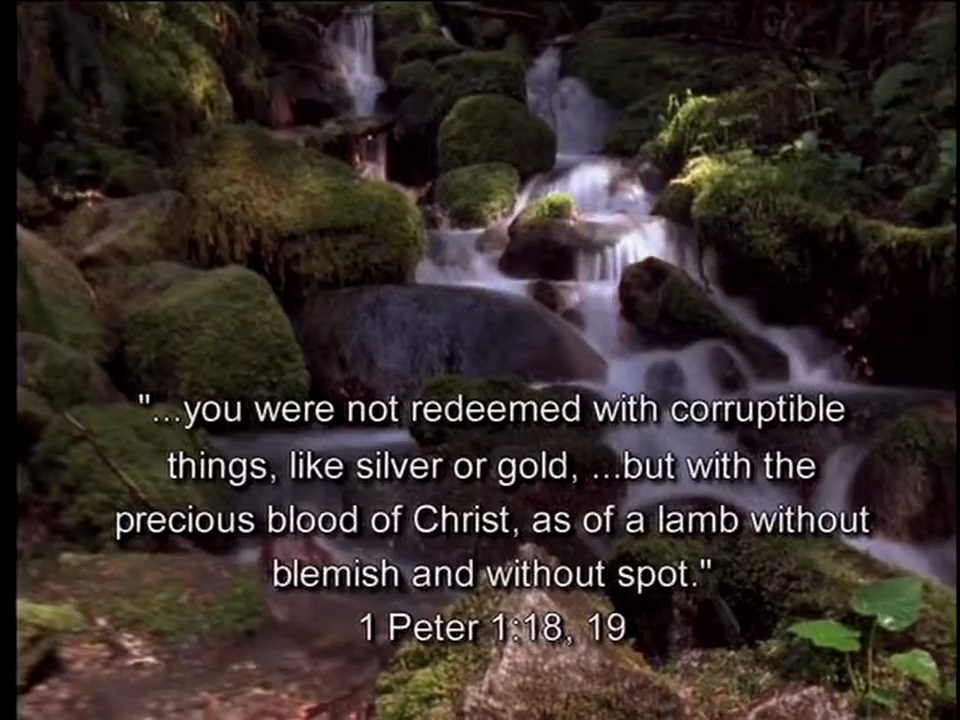 "...you were not redeemed with corruptible
things, like silver or gold, ...but with the
precious blood of Christ, as of a lamb without
blemish and without spot."
1 Peter 1:18, 19